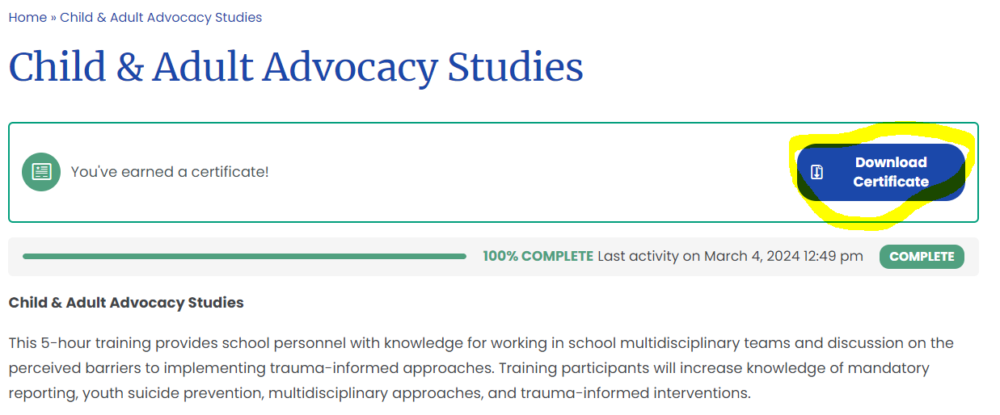 Home » Child & Adult Advocacy Studies
Child & Adult Advocacy Studies
You've earned a certificate!
Download
Certificate
100% COMPLETE Last activity on March 4, 2024 12:49 pm COMPLETE
Child & Adult Advocacy Studies
This 5-hour training provides school personnel with knowledge for working in school multidisciplinary teams and discussion on the
perceived barriers to implementing trauma-informed approaches. Training participants will increase knowledge of mandatory
reporting, youth suicide prevention, multidisciplinary approaches, and trauma-informed interventions.